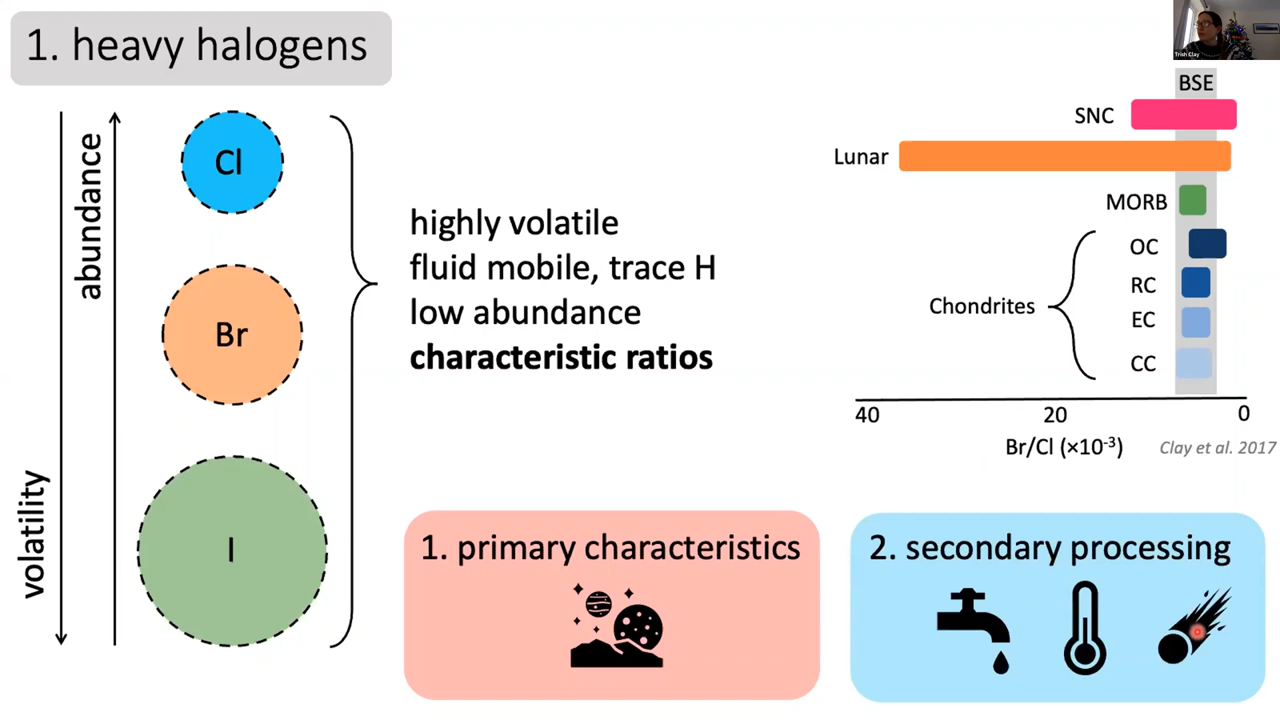 1. heavy halogens
abundance
volatility
Cl
Br
I
highly volatile
fluid mobile, trace H
low abundance
characteristic ratios
Trish Clay
BSE
SNC
Lunar
MORB
OC
RC
EC
CC
Chondrites
40 20 0
Br/Cl (×10⁻³)
Clay et al. 2017
1. primary characteristics
2. secondary processing